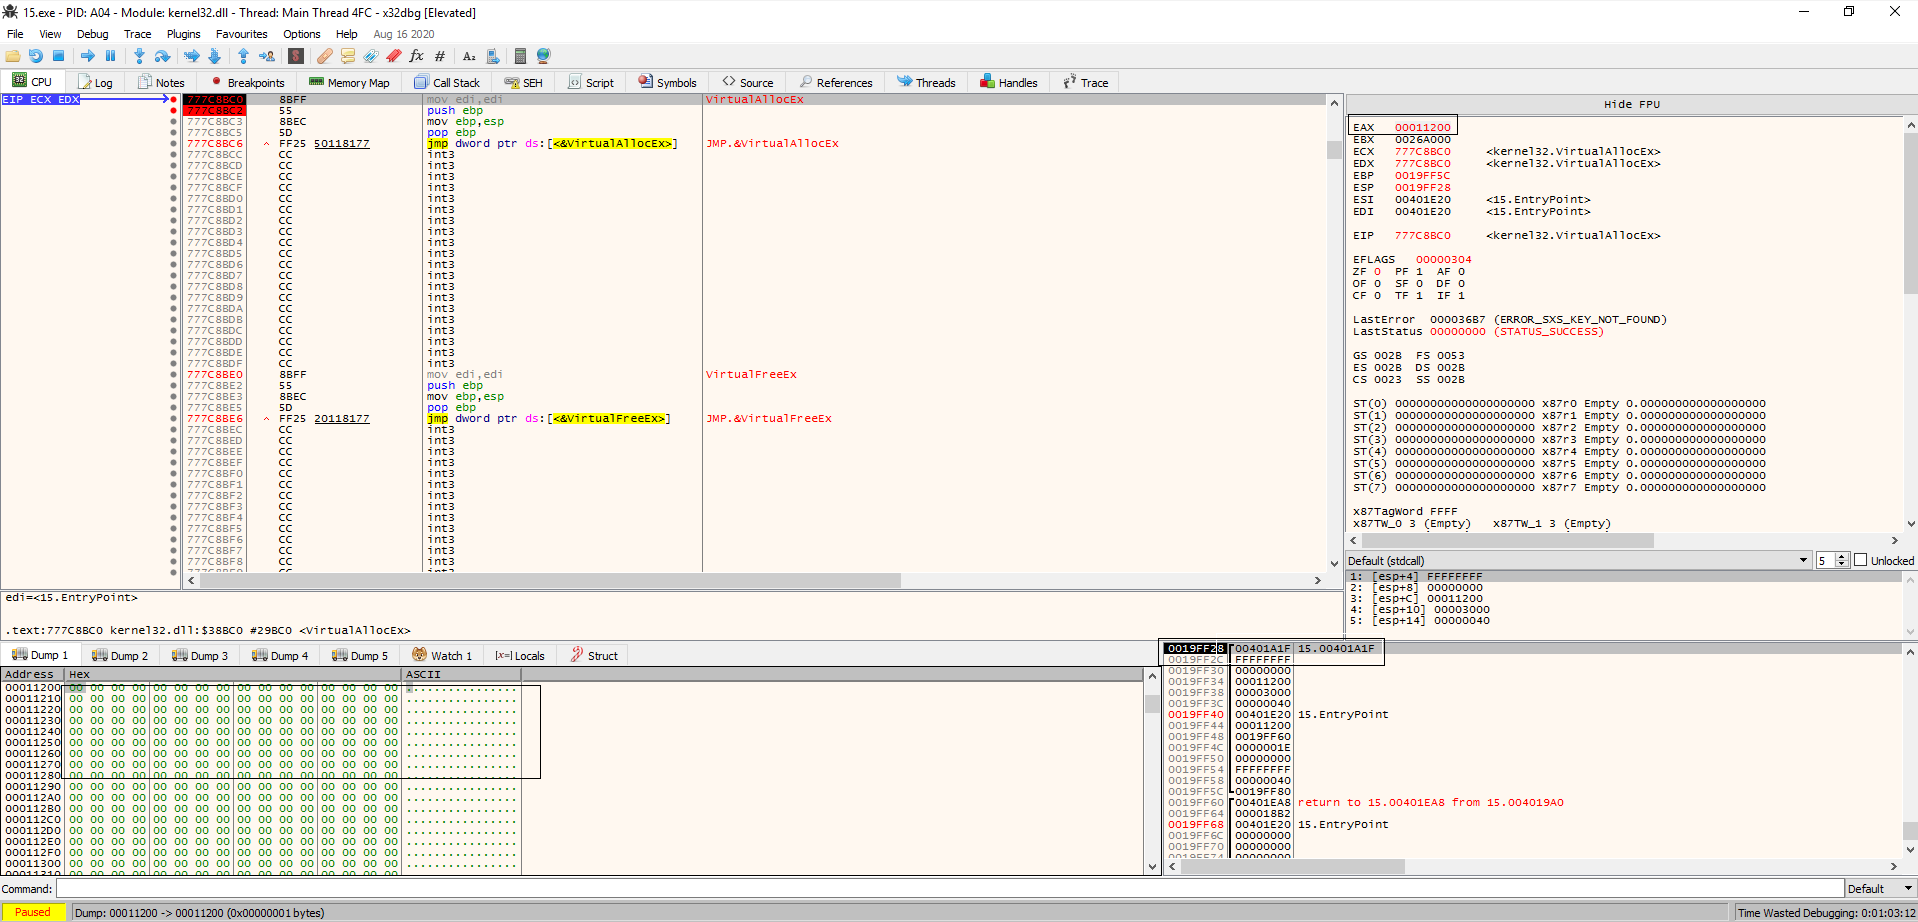 15.exe - PID: A04 - Module: kernel32.dll - Thread: Main Thread 4FC - x32dbg [Elevated]
File View Debug Trace Plugins Favourites Options Help Aug 16 2020
CPU Log Notes Breakpoints Memory Map Call Stack SEH Script Symbols Source References Threads Handles Trace
EIP ECX EDX
777C8BC0 8BFF mov edi,edi VirtualAllocEx
777C8BC2 55 push ebp
777C8BC3 8BEC mov ebp,esp
777C8BC5 5D pop ebp
777C8BC6 FF25 50118177 jmp dword ptr ds:[<&VirtualAllocEx>] JMP.&VirtualAllocEx
777C8BCC CC int3
777C8BCD CC int3
777C8BCE CC int3
777C8BCF CC int3
777C8BD0 CC int3
777C8BD1 CC int3
777C8BD2 CC int3
777C8BD3 CC int3
777C8BD4 CC int3
777C8BD5 CC int3
777C8BD6 CC int3
777C8BD7 CC int3
777C8BD8 CC int3
777C8BD9 CC int3
777C8BDA CC int3
777C8BDB CC int3
777C8BDC CC int3
777C8BDD CC int3
777C8BDE CC int3
777C8BDF CC int3
777C8BE0 8BFF mov edi,edi VirtualFreeEx
777C8BE2 55 push ebp
777C8BE3 8BEC mov ebp,esp
777C8BE5 5D pop ebp
777C8BE6 FF25 20118177 jmp dword ptr ds:[<&VirtualFreeEx>] JMP.&VirtualFreeEx
777C8BEC CC int3
777C8BED CC int3
777C8BEE CC int3
777C8BEF CC int3
777C8BF0 CC int3
777C8BF1 CC int3
777C8BF2 CC int3
777C8BF3 CC int3
777C8BF4 CC int3
777C8BF5 CC int3
777C8BF6 CC int3
777C8BF7 CC int3
777C8BF8 CC int3
Hide FPU
EAX 00011200
EBX 0026A000
ECX 777C8BC0 <kernel32.VirtualAllocEx>
EDX 777C8BC0 <kernel32.VirtualAllocEx>
EBP 0019FF5C
ESP 0019FF28
ESI 00401E20 <15.EntryPoint>
EDI 00401E20 <15.EntryPoint>
EIP 777C8BC0 <kernel32.VirtualAllocEx>
EFLAGS 00000304
ZF 0 PF 1 AF 0
OF 0 SF 0 DF 0
CF 0 TF 1 IF 1
LastError 000036B7 (ERROR_SXS_KEY_NOT_FOUND)
LastStatus 00000000 (STATUS_SUCCESS)
GS 002B FS 0053
ES 002B DS 002B
CS 0023 SS 002B
ST(0) 00000000000000000000 x87r0 Empty 0.000000000000000000
ST(1) 00000000000000000000 x87r1 Empty 0.000000000000000000
ST(2) 00000000000000000000 x87r2 Empty 0.000000000000000000
ST(3) 00000000000000000000 x87r3 Empty 0.000000000000000000
ST(4) 00000000000000000000 x87r4 Empty 0.000000000000000000
ST(5) 00000000000000000000 x87r5 Empty 0.000000000000000000
ST(6) 00000000000000000000 x87r6 Empty 0.000000000000000000
ST(7) 00000000000000000000 x87r7 Empty 0.000000000000000000
x87TagWord FFFF
x87TW_0 3 (Empty) x87TW_1 3 (Empty)
Default (stdcall) 5 Unlocked
1: [esp+4] FFFFFFFF
2: [esp+8] 00000000
3: [esp+C] 00011200
4: [esp+10] 00003000
5: [esp+14] 00000040
edi=<15.EntryPoint>
.text:777C8BC0 kernel32.dll:$38BC0 #29BC0 <VirtualAllocEx>
Dump 1 Dump 2 Dump 3 Dump 4 Dump 5 Watch 1 [x=] Locals Struct
Address Hex ASCII
00011200 00 00 00 00 00 00 00 00 00 00 00 00 00 00 00 00 ................
00011210 00 00 00 00 00 00 00 00 00 00 00 00 00 00 00 00 ................
00011220 00 00 00 00 00 00 00 00 00 00 00 00 00 00 00 00 ................
00011230 00 00 00 00 00 00 00 00 00 00 00 00 00 00 00 00 ................
00011240 00 00 00 00 00 00 00 00 00 00 00 00 00 00 00 00 ................
00011250 00 00 00 00 00 00 00 00 00 00 00 00 00 00 00 00 ................
00011260 00 00 00 00 00 00 00 00 00 00 00 00 00 00 00 00 ................
00011270 00 00 00 00 00 00 00 00 00 00 00 00 00 00 00 00 ................
00011280 00 00 00 00 00 00 00 00 00 00 00 00 00 00 00 00 ................
00011290 00 00 00 00 00 00 00 00 00 00 00 00 00 00 00 00 ................
000112A0 00 00 00 00 00 00 00 00 00 00 00 00 00 00 00 00 ................
000112B0 00 00 00 00 00 00 00 00 00 00 00 00 00 00 00 00 ................
000112C0 00 00 00 00 00 00 00 00 00 00 00 00 00 00 00 00 ................
000112D0 00 00 00 00 00 00 00 00 00 00 00 00 00 00 00 00 ................
000112E0 00 00 00 00 00 00 00 00 00 00 00 00 00 00 00 00 ................
000112F0 00 00 00 00 00 00 00 00 00 00 00 00 00 00 00 00 ................
00011300 00 00 00 00 00 00 00 00 00 00 00 00 00 00 00 00 ................
0019FF28 00401A1F 15.00401A1F
0019FF2C FFFFFFFF
0019FF30 00000000
0019FF34 00011200
0019FF38 00003000
0019FF3C 00000040
0019FF40 00401E20 15.EntryPoint
0019FF44 00011200
0019FF48 0019FF60
0019FF4C 0000001E
0019FF50 00000000
0019FF54 FFFFFFFF
0019FF58 00000040
0019FF5C 0019FF80
0019FF60 00401EA8 return to 15.00401EA8 from 15.004019A0
0019FF64 000018B2
0019FF68 00401E20 15.EntryPoint
0019FF6C 00000000
0019FF70 00000000
0019FF74 00000000
Command: Default
Paused Dump: 00011200 -> 00011200 (0x00000001 bytes) Time Wasted Debugging: 0:01:03:12